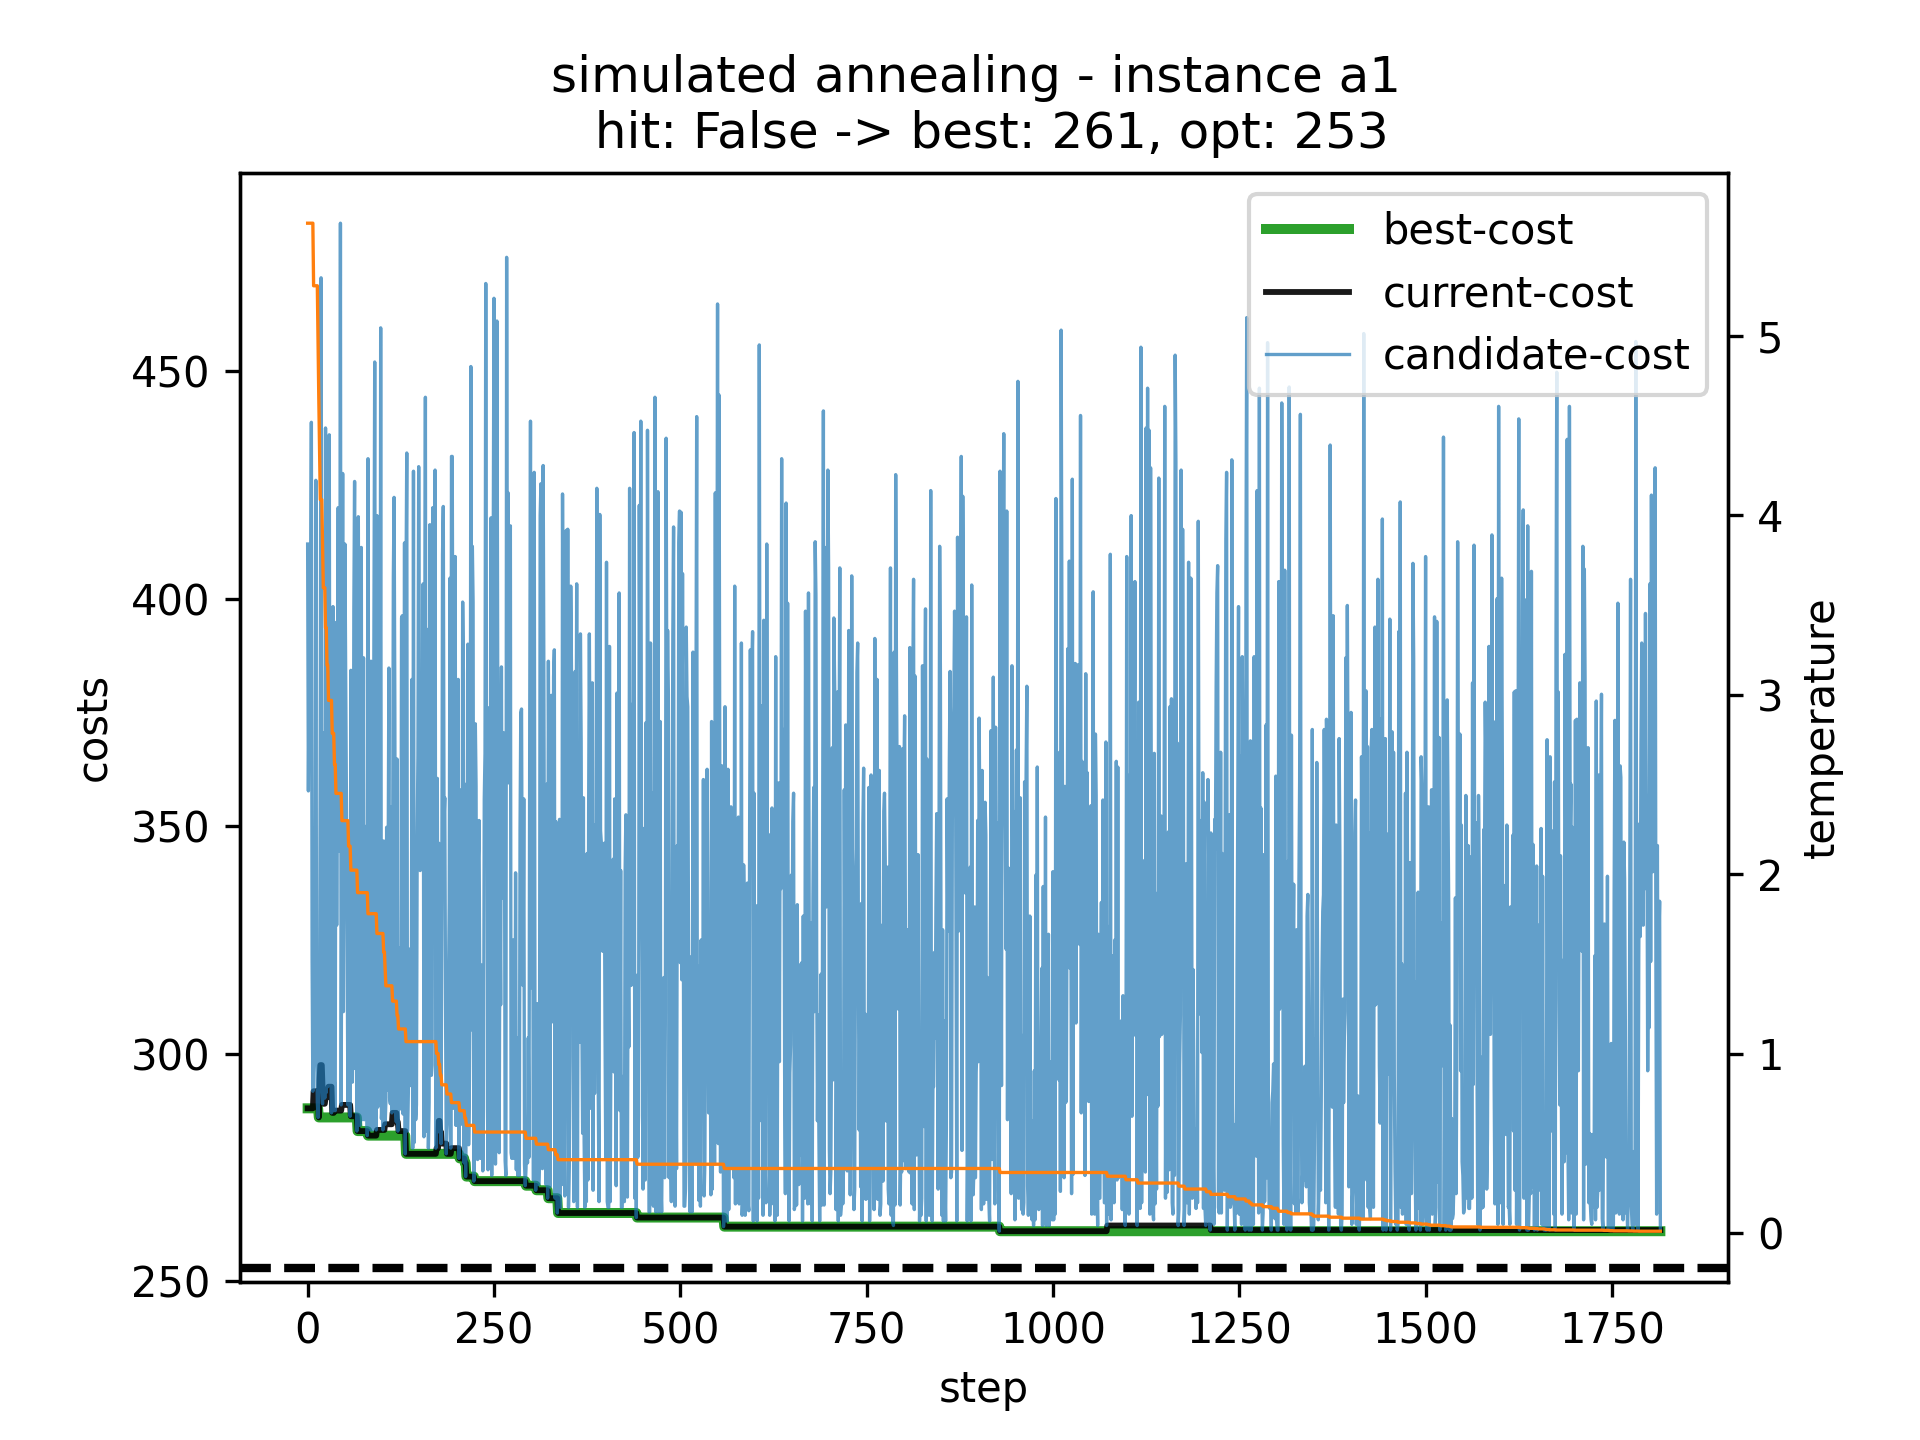 simulated annealing - instance a1
hit: False -> best: 261, opt: 253
best-cost
current-cost
candidate-cost
costs
450
400
350
300
250
5
4
3
2
1
0
temperature
0 250 500 750 1000 1250 1500 1750
step